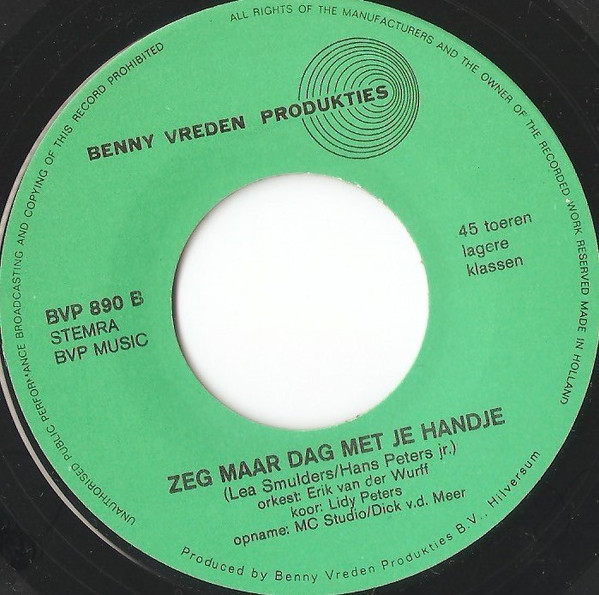 ALL RIGHTS OF THE MANUFACTURERS AND THE OWNER OF THE RECORDED WORK RESERVED MADE IN HOLLAND
UNAUTHORISED PUBLIC PERFORMANCE BROADCASTING AND COPYING OF THIS RECORD PROHIBITED
BENNY VREDEN PRODUKTIES
45 toeren
lagere
klassen
BVP 890 B
STEMRA
BVP MUSIC
ZEG MAAR DAG MET JE HANDJE
(Lea Smulders/Hans Peters jr.)
orkest: Erik van der Wurff
koor: Lidy Peters
opname: MC Studio/Dick v.d. Meer
Produced by Benny Vreden Produkties B.V., Hilversum